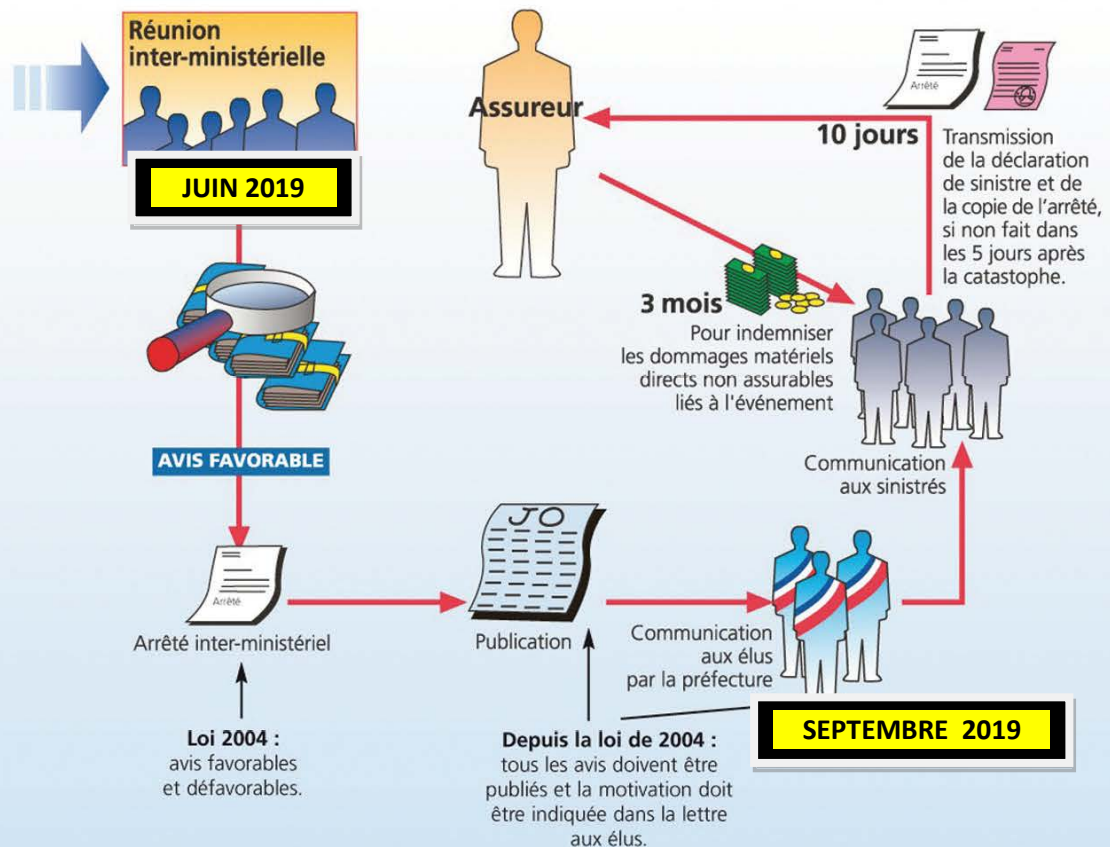 Réunion
inter-ministérielle
JUIN 2019
Assureur
Arrêté
10 jours
Transmission
de la déclaration
de sinistre et de
la copie de l'arrêté,
si non fait dans
les 5 jours après
la catastophe.
3 mois
Pour indemniser
les dommages matériels
directs non assurables
liés à l'événement
AVIS FAVORABLE
Communication
aux sinistrés
Arrêté
Arrêté inter-ministériel
JO
Publication
Communication
aux élus
par la préfecture
SEPTEMBRE 2019
Loi 2004 :
avis favorables
et défavorables.
Depuis la loi de 2004 :
tous les avis doivent être
publiés et la motivation doit
être indiquée dans la lettre
aux élus.